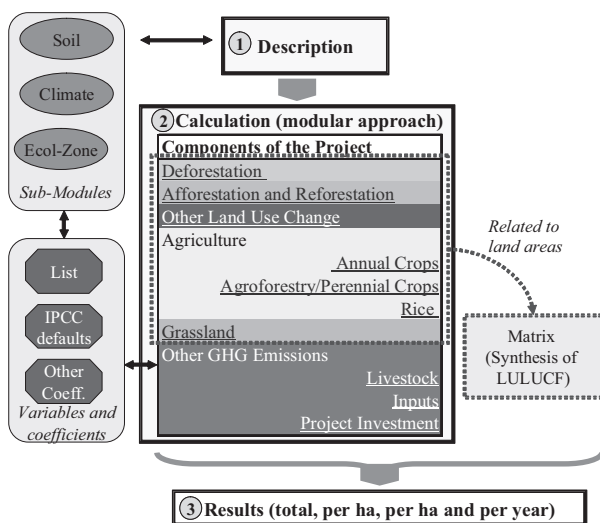 Soil
Climate
Ecol-Zone
Sub-Modules
List
IPCC
defaults
Other
Coeff.
Variables and
coefficients
1 Description
2 Calculation (modular approach)
Components of the Project
Deforestation
Afforestation and Reforestation
Other Land Use Change
Agriculture
Annual Crops
Agroforestry/Perennial Crops
Rice
Grassland
Other GHG Emissions
Livestock
Inputs
Project Investment
Related to
land areas
Matrix
(Synthesis of
LULUCF)
3 Results (total, per ha, per ha and per year)